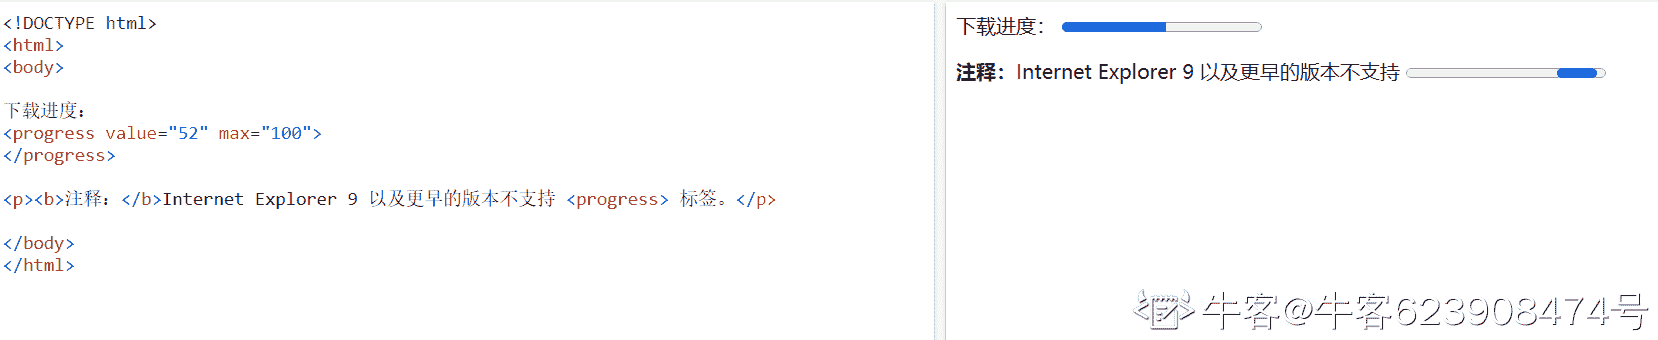 <!DOCTYPE html>
<html>
<body>
下载进度：
<progress value="52" max="100">
</progress>
<p><b>注释：</b>Internet Explorer 9 以及更早的版本不支持 <progress> 标签。</p>
</body>
</html>
下载进度：
注释：Internet Explorer 9 以及更早的版本不支持
牛客@牛客623908474号